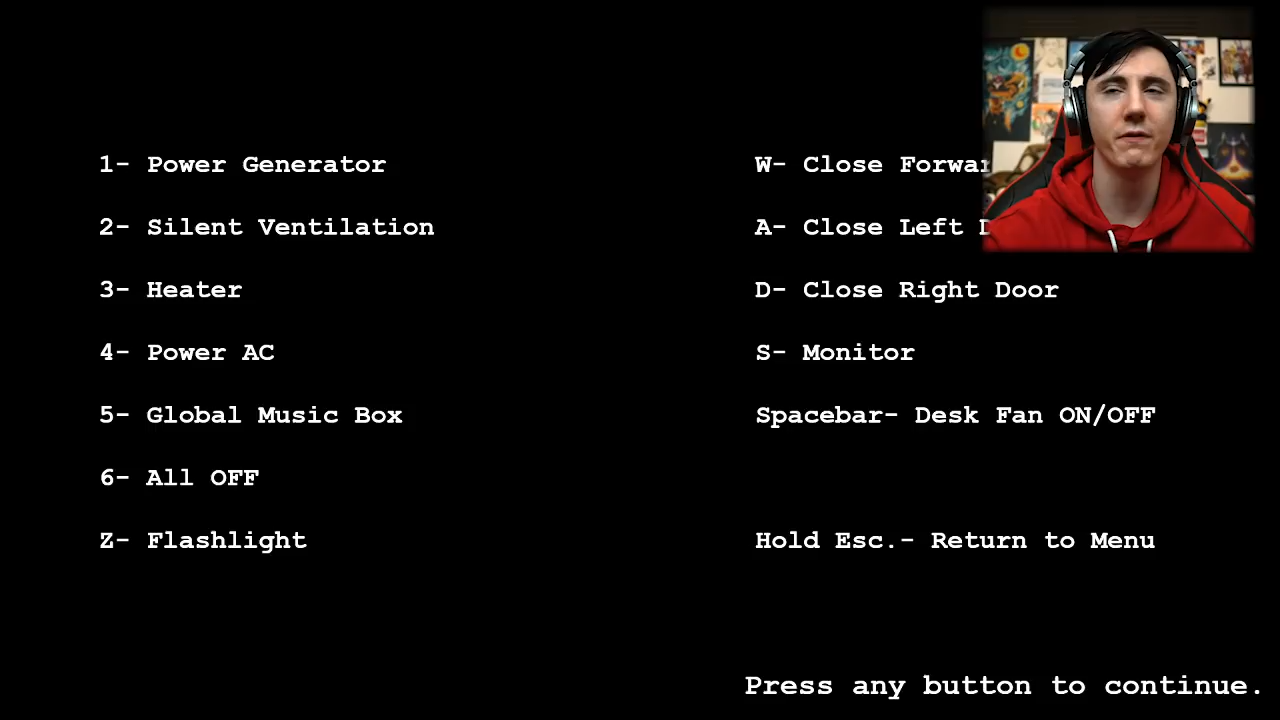 1- Power Generator
2- Silent Ventilation
3- Heater
4- Power AC
5- Global Music Box
6- All OFF
Z- Flashlight
W- Close
A- Close Left
D- Close Right Door
S- Monitor
Spacebar- Desk Fan ON/OFF
Hold Esc.- Return to Menu
Press any button to continue.